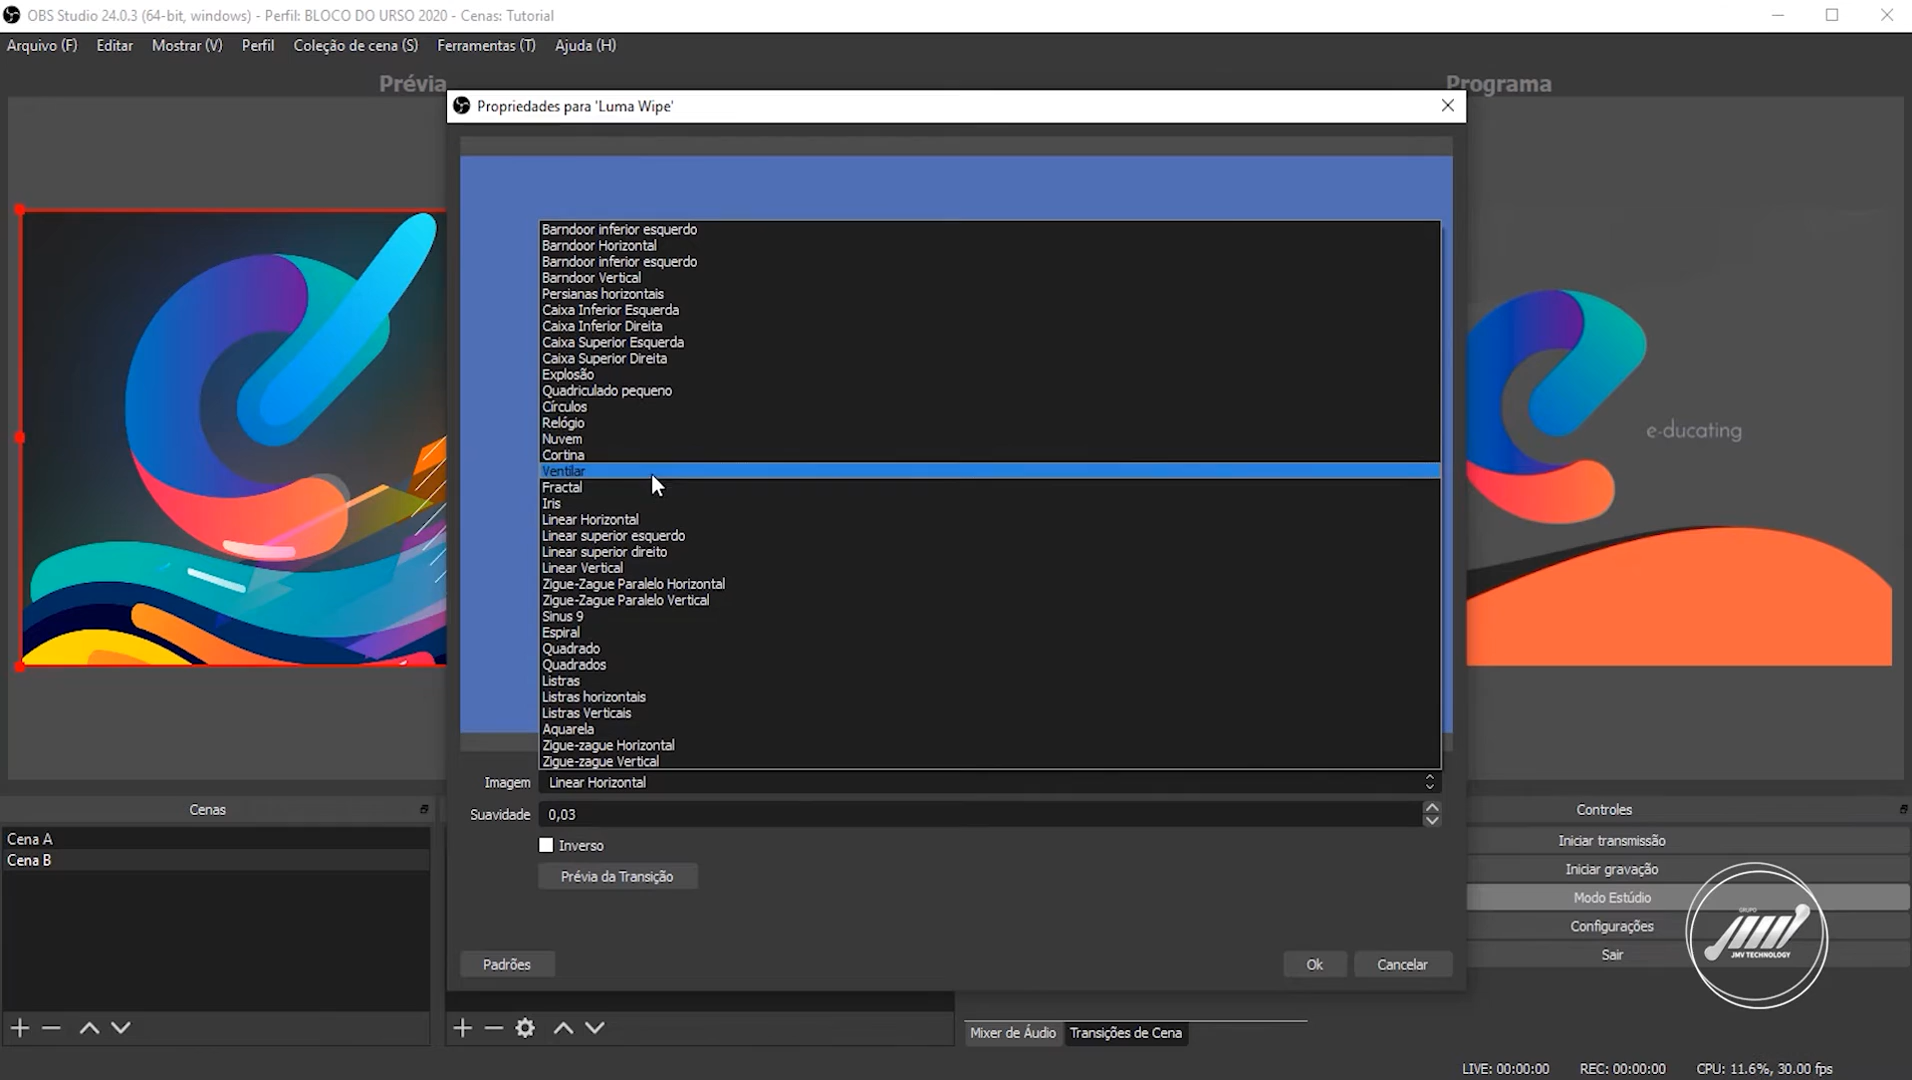 OBS Studio 24.0.3 (64-bit, windows) - Perfil: BLOCO DO URSO 2020 - Cenas: Tutorial
Arquivo (F) Editar Mostrar (V) Perfil Coleção de cena (S) Ferramentas (T) Ajuda (H)
Prévia
Programa
Propriedades para 'Luma Wipe'
Barndoor inferior esquerdo
Barndoor Horizontal
Barndoor inferior esquerdo
Barndoor Vertical
Persianas horizontais
Caixa Inferior Esquerda
Caixa Inferior Direita
Caixa Superior Esquerda
Caixa Superior Direita
Explosão
Quadriculado pequeno
Círculos
Relógio
Nuvem
Cortina
Ventilar
Fractal
Iris
Linear Horizontal
Linear superior esquerdo
Linear superior direito
Linear Vertical
Zigue-Zague Paralelo Horizontal
Zigue-Zague Paralelo Vertical
Sinus 9
Espiral
Quadrado
Quadrados
Listras
Listras horizontais
Listras Verticais
Aquarela
Zigue-zague Horizontal
Zigue-zague Vertical
e-ducating
Imagem Linear Horizontal
Suavidade 0,03
Inverso
Prévia da Transição
Padrões Ok Cancelar
Cenas
Cena A
Cena B
Controles
Iniciar transmissão
Iniciar gravação
Modo Estúdio
Configurações
Sair
GRUPO
JMV TECHNOLOGY
Mixer de Áudio Transições de Cena
LIVE: 00:00:00 REC: 00:00:00 CPU: 11.6%, 30.00 fps